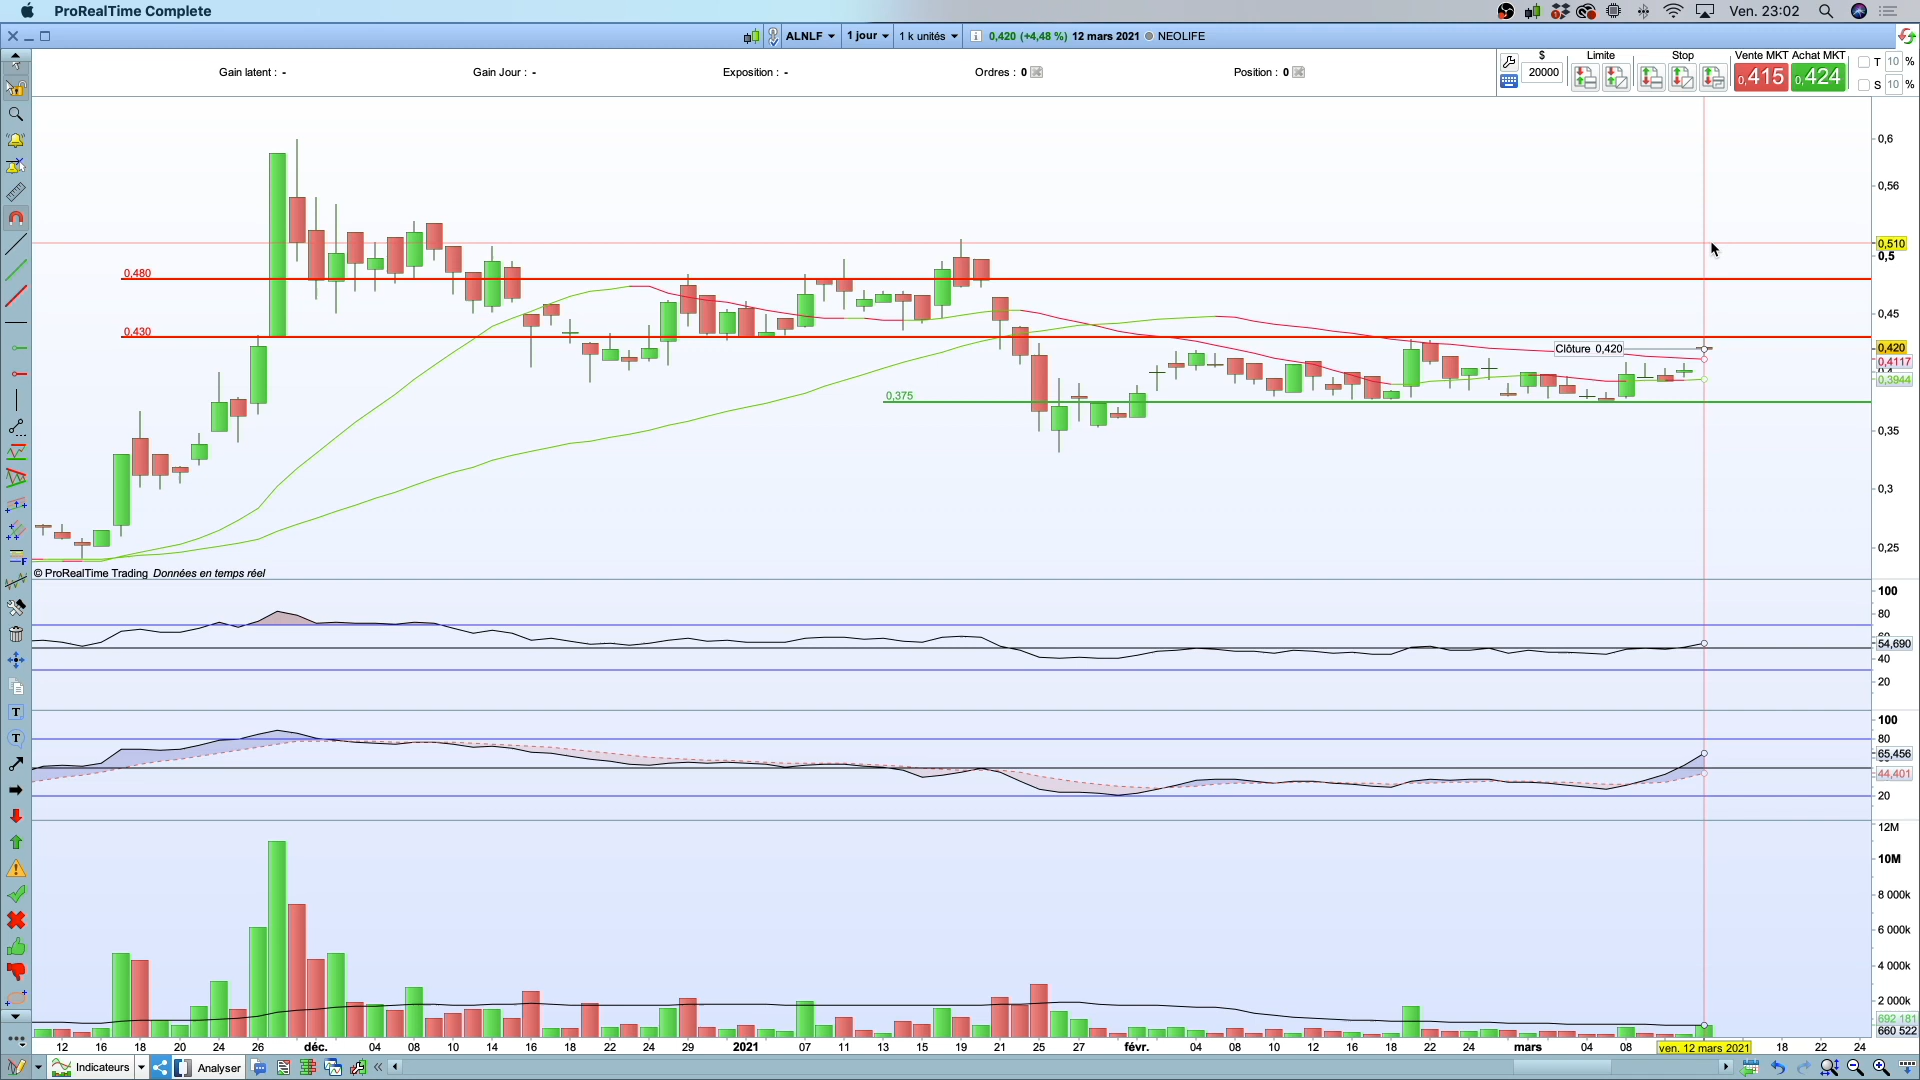 ProRealTime Complete
Ven. 23:02
ALNLF
1 jour
1 k unités
0,420 (+4,48 %) 12 mars 2021
NEOLIFE
Gain latent : -
Gain Jour : -
Exposition : -
Ordres : 0
Position : 0
$
20000
Limite
Stop
Vente MKT
Achat MKT
0,415
0,424
T 10 %
S 10 %
0,6
0,56
0,510
0,5
0,480
0,45
0,430
Clôture 0,420
0,420
0,4117
0,3944
0,375
0,35
0,3
0,25
© ProRealTime Trading Données en temps réel
100
80
54,690
40
20
100
80
65,456
44,401
20
12M
10M
8 000k
6 000k
4 000k
2 000k
692 181
660 522
12 16 18 20 24 26 déc. 04 08 10 14 16 18 22 24 29 2021 07 11 13 15 19 21 25 27 févr. 04 08 10 12 16 18 22 24 mars 04 08 ven. 12 mars 2021 18 22 24
Indicateurs
Analyser